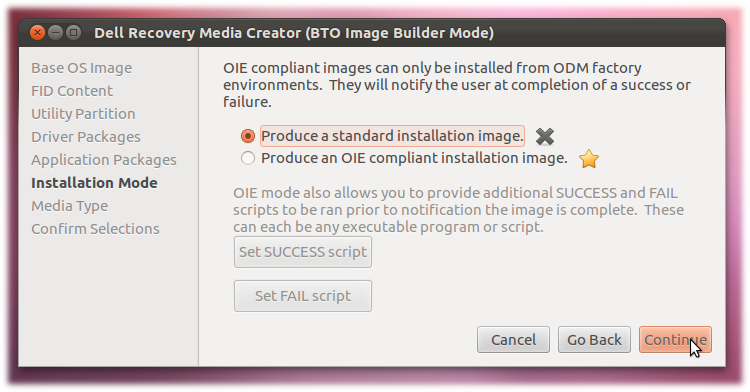 Dell Recovery Media Creator (BTO Image Builder Mode)
Base OS Image
FID Content
Utility Partition
Driver Packages
Application Packages
Installation Mode
Media Type
Confirm Selections
OIE compliant images can only be installed from ODM factory
environments.  They will notify the user at completion of a success or
failure.
Produce a standard installation image.
Produce an OIE compliant installation image.
OIE mode also allows you to provide additional SUCCESS and FAIL
scripts to be ran prior to notification the image is complete.  These
can each be any executable program or script.
Set SUCCESS script
Set FAIL script
Cancel
Go Back
Continue